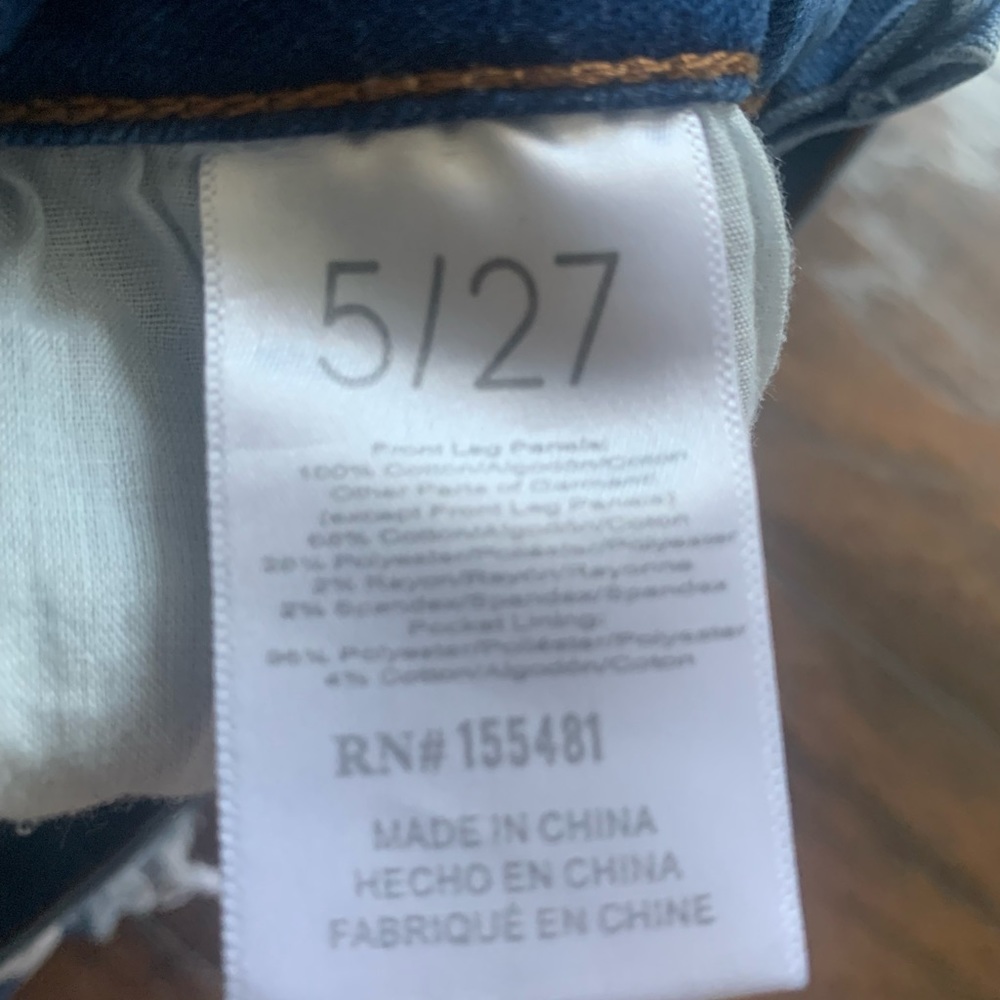 5/27
Front Leg Panels:
100% Cotton/Algodón/Coton
Other Parts of Garment:
(except Front Leg Panels)
68% Cotton/Algodón/Coton
28% Polyester/Poliéster/Polyester
2% Rayon/Rayón/Rayonne
2% Spandex/Spandex/Spandex
Pocket Lining:
96% Polyester/Poliéster/Polyester
4% Cotton/Algodón/Coton
RN# 155481
MADE IN CHINA
HECHO EN CHINA
FABRIQUÉ EN CHINE